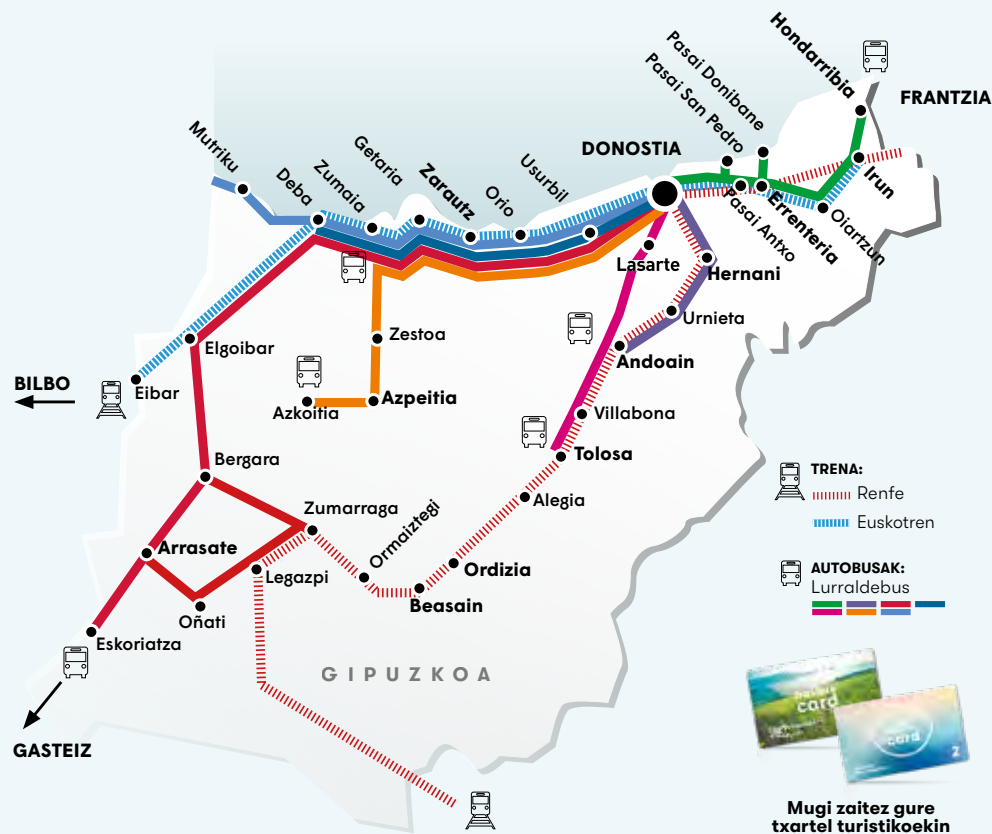 Hondarribia
Pasai Donibane
Pasai San Pedro
FRANTZIA
DONOSTIA
Mutriku
Deba
Zumaia
Getaria
Zarautz
Orio
Usurbil
Irun
Errenteria
Oiartzun
Pasai Antxo
Lasarte
Hernani
Urnieta
Elgoibar
Zestoa
Andoain
BILBO
Eibar
Azkoitia
Azpeitia
Villabona
Tolosa
Bergara
Alegia
Zumarraga
Ormaiztegi
Arrasate
Legazpi
Ordizia
Beasain
Oñati
Eskoriatza
GIPUZKOA
GASTEIZ
TRENA:
Renfe
Euskotren
AUTOBUSAK:
Lurraldebus
card
card
2
Mugi zaitez gure
txartel turistikoekin